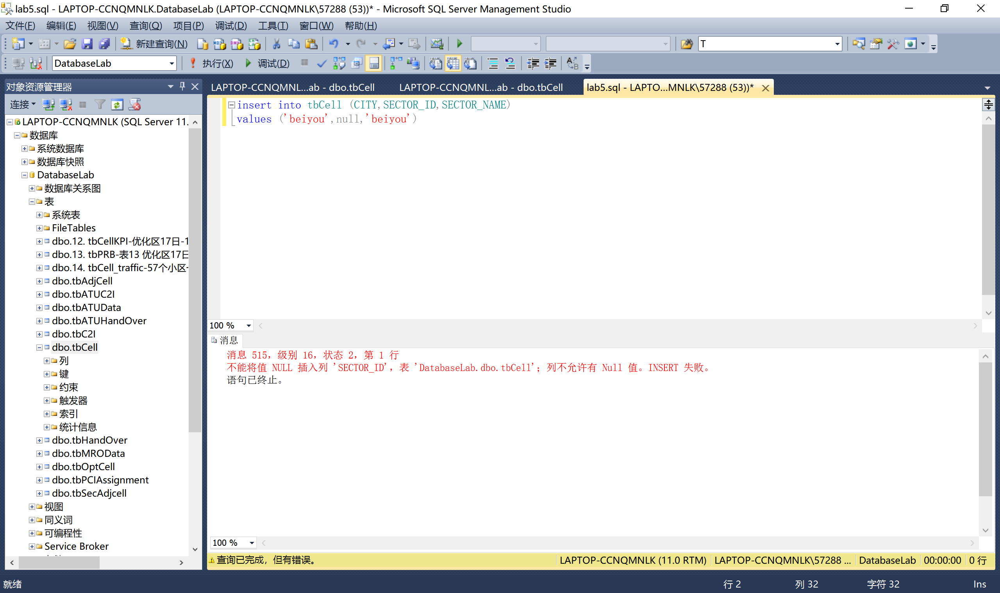 lab5.sql - LAPTOP-CCNQMNLK.DatabaseLab (LAPTOP-CCNQMNLK\57288 (53))* - Microsoft SQL Server Management Studio
文件(F) 编辑(E) 视图(V) 查询(Q) 项目(P) 调试(D) 工具(T) 窗口(W) 帮助(H)
新建查询(N) T
DatabaseLab 执行(X) 调试(D)
对象资源管理器
连接
LAPTOP-CCNQMNLK (SQL Server 11.
数据库
系统数据库
数据库快照
DatabaseLab
数据库关系图
表
系统表
FileTables
dbo.12. tbCellKPI-优化区17日-1
dbo.13. tbPRB-表13 优化区17日
dbo.14. tbCell_traffic-57个小区-
dbo.tbAdjCell
dbo.tbATUC2I
dbo.tbATUData
dbo.tbATUHandOver
dbo.tbC2I
dbo.tbCell
列
键
约束
触发器
索引
统计信息
dbo.tbHandOver
dbo.tbMROData
dbo.tbOptCell
dbo.tbPCIAssignment
dbo.tbSecAdjcell
视图
同义词
可编程性
Service Broker
LAPTOP-CCNQMNL...ab - dbo.tbCell LAPTOP-CCNQMNL...ab - dbo.tbCell lab5.sql - LAPTO...MNLK\57288 (53))*
insert into tbCell (CITY,SECTOR_ID,SECTOR_NAME)
values ('beiyou',null,'beiyou')
100 %
消息
消息 515，级别 16，状态 2，第 1 行
不能将值 NULL 插入列 'SECTOR_ID'，表 'DatabaseLab.dbo.tbCell'；列不允许有 Null 值。INSERT 失败。
语句已终止。
100 %
查询已完成，但有错误。 LAPTOP-CCNQMNLK (11.0 RTM) LAPTOP-CCNQMNLK\57288 ... DatabaseLab 00:00:00 0 行
就绪 行 2 列 32 字符 32 Ins